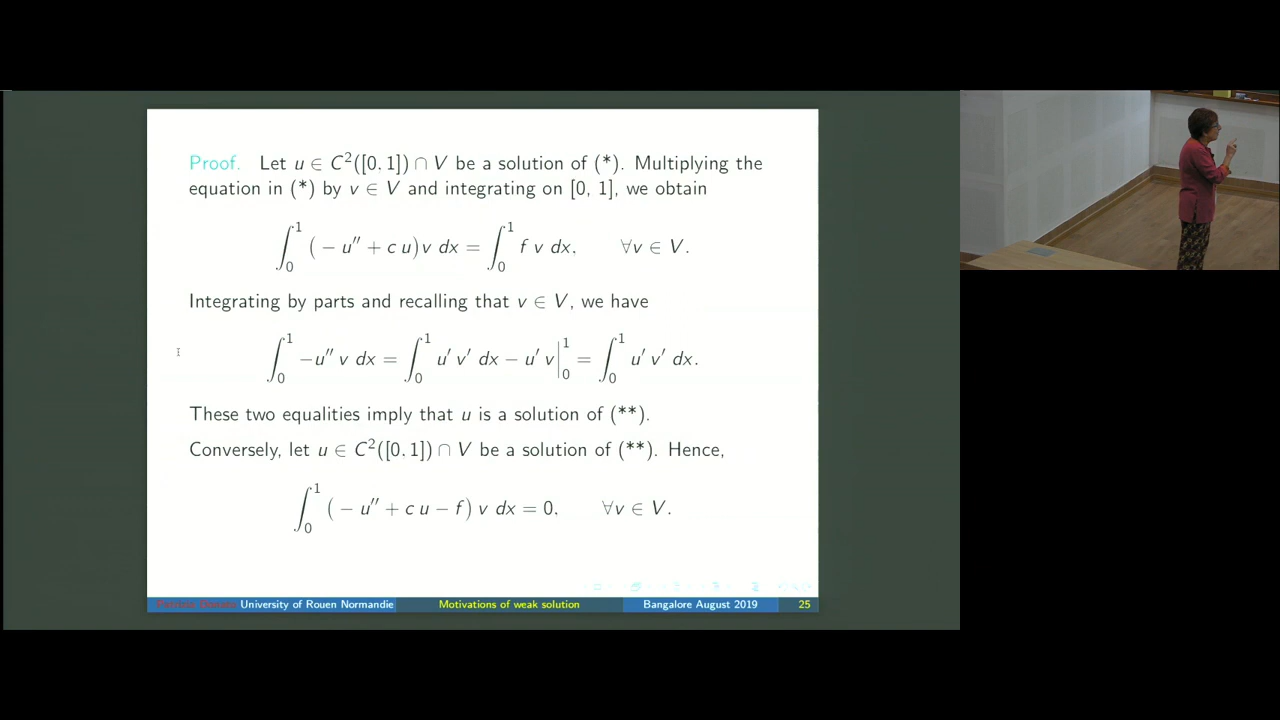 Proof. Let u ∈ C²([0, 1]) ∩ V be a solution of (*). Multiplying the
equation in (*) by v ∈ V and integrating on [0, 1], we obtain
∫₀¹ (− u″ + c u)v dx = ∫₀¹ f v dx, ∀v ∈ V.
Integrating by parts and recalling that v ∈ V, we have
∫₀¹ −u″ v dx = ∫₀¹ u′ v′ dx − u′ v|₀¹ = ∫₀¹ u′ v′ dx.
These two equalities imply that u is a solution of (**).
Conversely, let u ∈ C²([0, 1]) ∩ V be a solution of (**). Hence,
∫₀¹ (− u″ + c u − f) v dx = 0, ∀v ∈ V.
University of Rouen Normandie Motivations of weak solution Bangalore August 2019 25